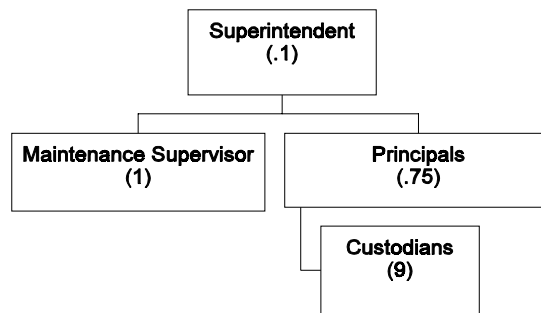 Superintendent
(.1)
Maintenance Supervisor
(1)
Principals
(.75)
Custodians
(9)